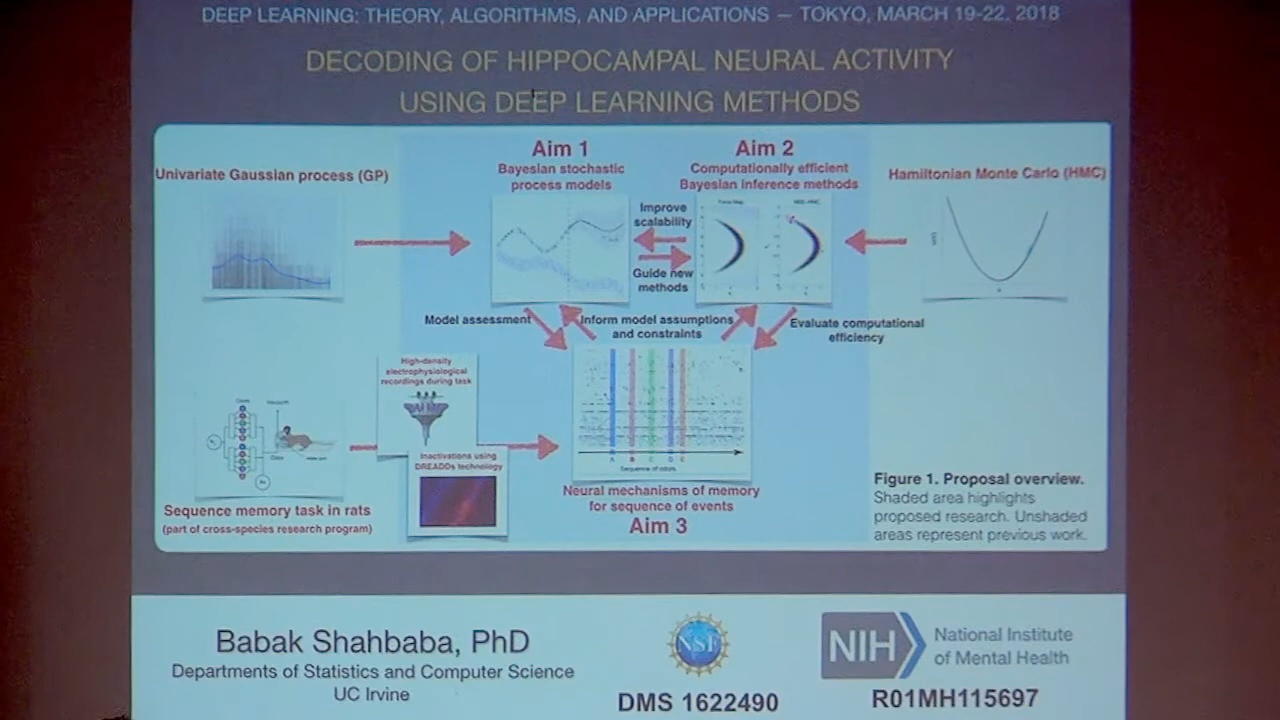 DEEP LEARNING: THEORY, ALGORITHMS, AND APPLICATIONS — TOKYO, MARCH 19-22, 2018
DECODING OF HIPPOCAMPAL NEURAL ACTIVITY
USING DEEP LEARNING METHODS
Aim 1
Bayesian stochastic
process models
Aim 2
Computationally efficient
Bayesian inference methods
Univariate Gaussian process (GP)
Hamiltonian Monte Carlo (HMC)
Improve
scalability
Guide new
methods
Model assessment
Inform model assumptions
and constraints
Evaluate computational
efficiency
High-density
electrophysiological
recordings during task
Inactivations using
DREADDs technology
A B C D E
Sequence of odors
Sequence memory task in rats
(part of cross-species research program)
Neural mechanisms of memory
for sequence of events
Aim 3
Figure 1. Proposal overview.
Shaded area highlights
proposed research. Unshaded
areas represent previous work.
Babak Shahbaba, PhD
Departments of Statistics and Computer Science
UC Irvine
NSF
DMS 1622490
NIH
National Institute
of Mental Health
R01MH115697